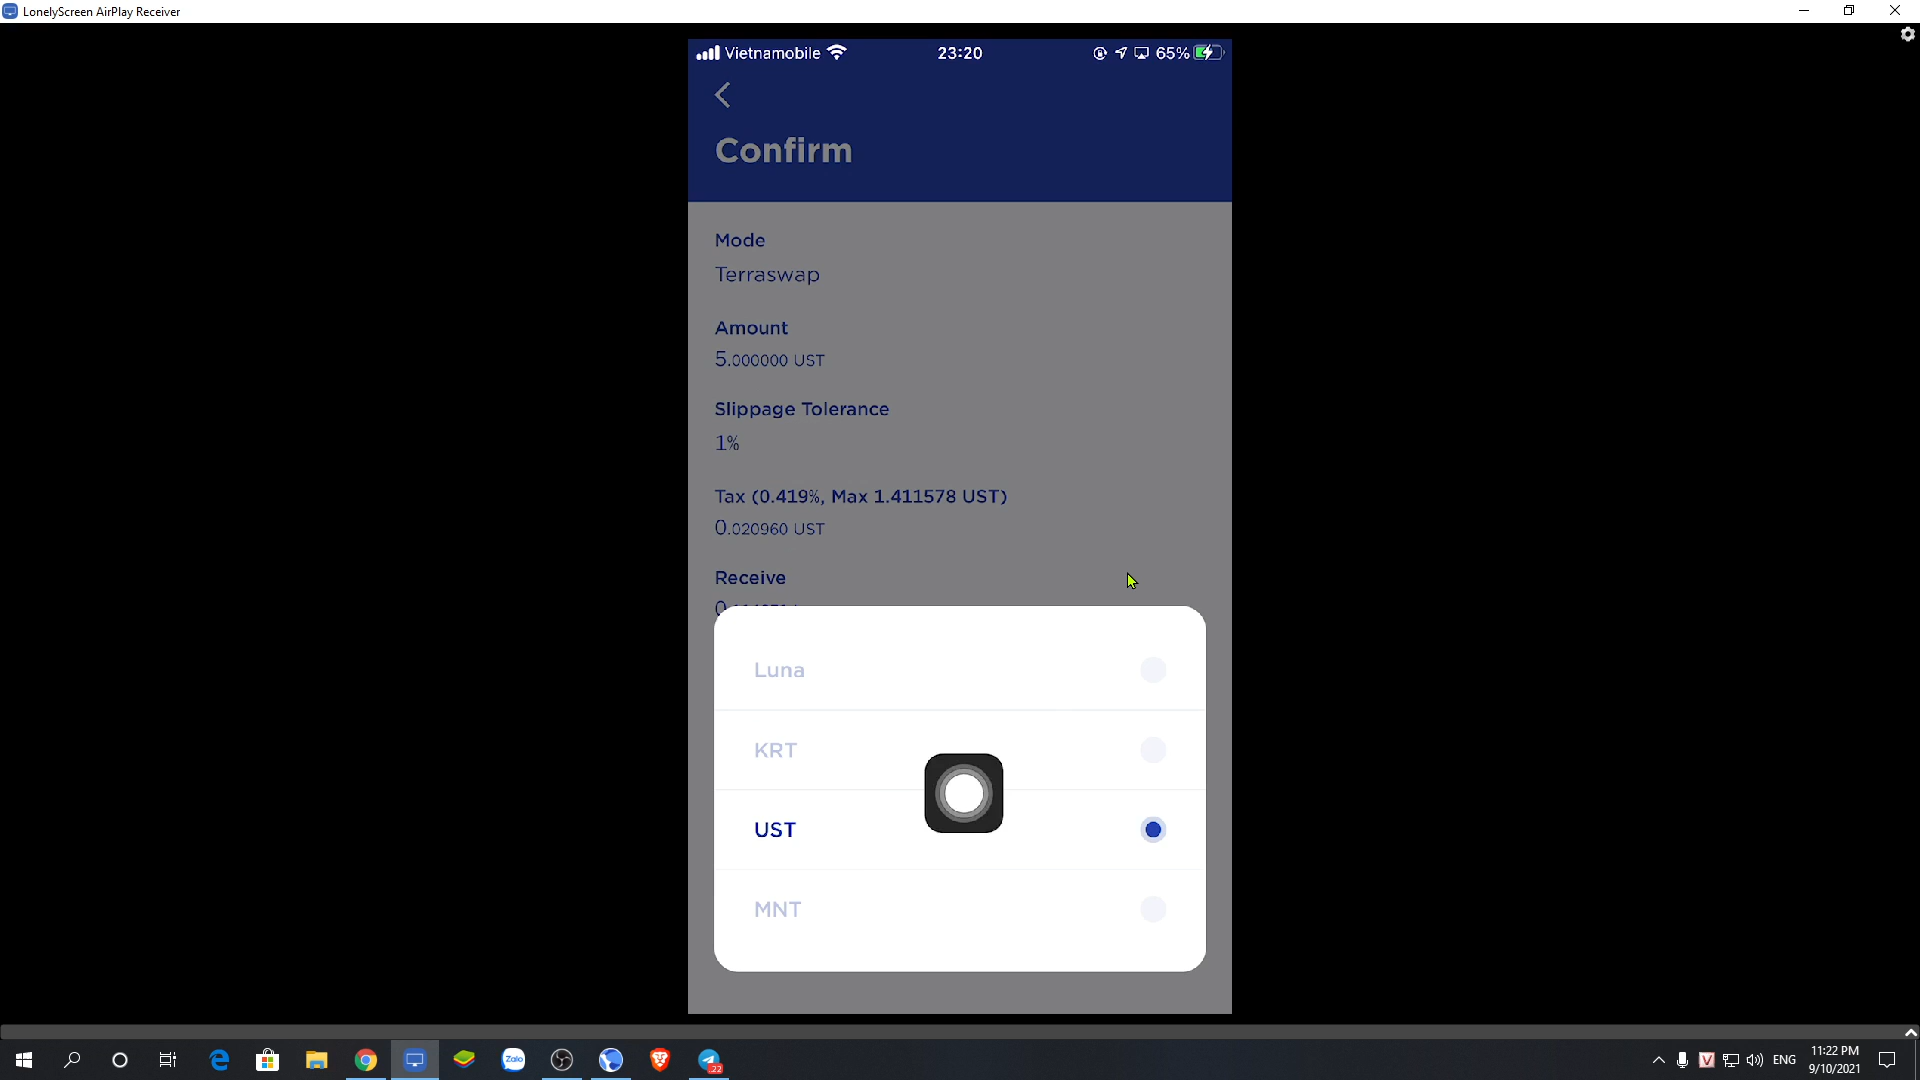 LonelyScreen AirPlay Receiver
Vietnamobile 23:20 65%
Confirm
Mode
Terraswap
Amount
5.000000 UST
Slippage Tolerance
1%
Tax (0.419%, Max 1.411578 UST)
0.020960 UST
Receive
Luna
KRT
UST
MNT
Zalo
22
V
ENG
11:22 PM
9/10/2021